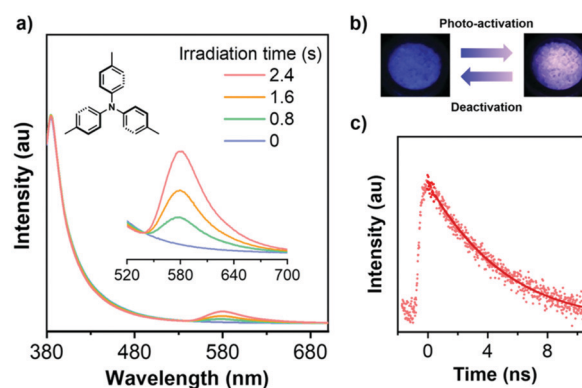 a)
Intensity (au)
Irradiation time (s)
2.4
1.6
0.8
0
N
520 580 640 700
380 480 580
Wavelength (nm)
b)
Photo-activation
Deactivation
c)
Intensity (au)
0 4 8
Time (ns)